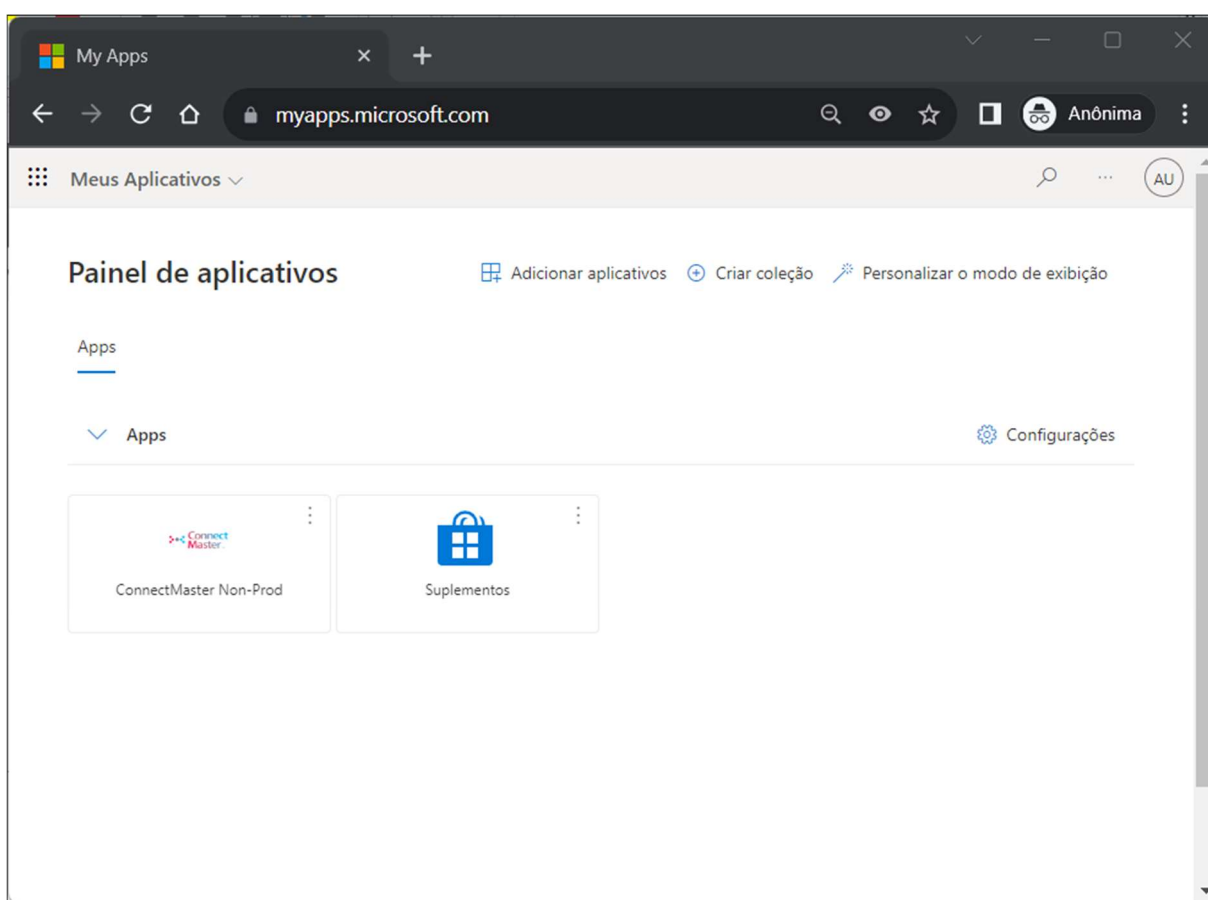 My Apps
myapps.microsoft.com
Anônima
Meus Aplicativos
AU
Painel de aplicativos
Adicionar aplicativos
Criar coleção
Personalizar o modo de exibição
Apps
Apps
Configurações
Connect
Master
ConnectMaster Non-Prod
Suplementos